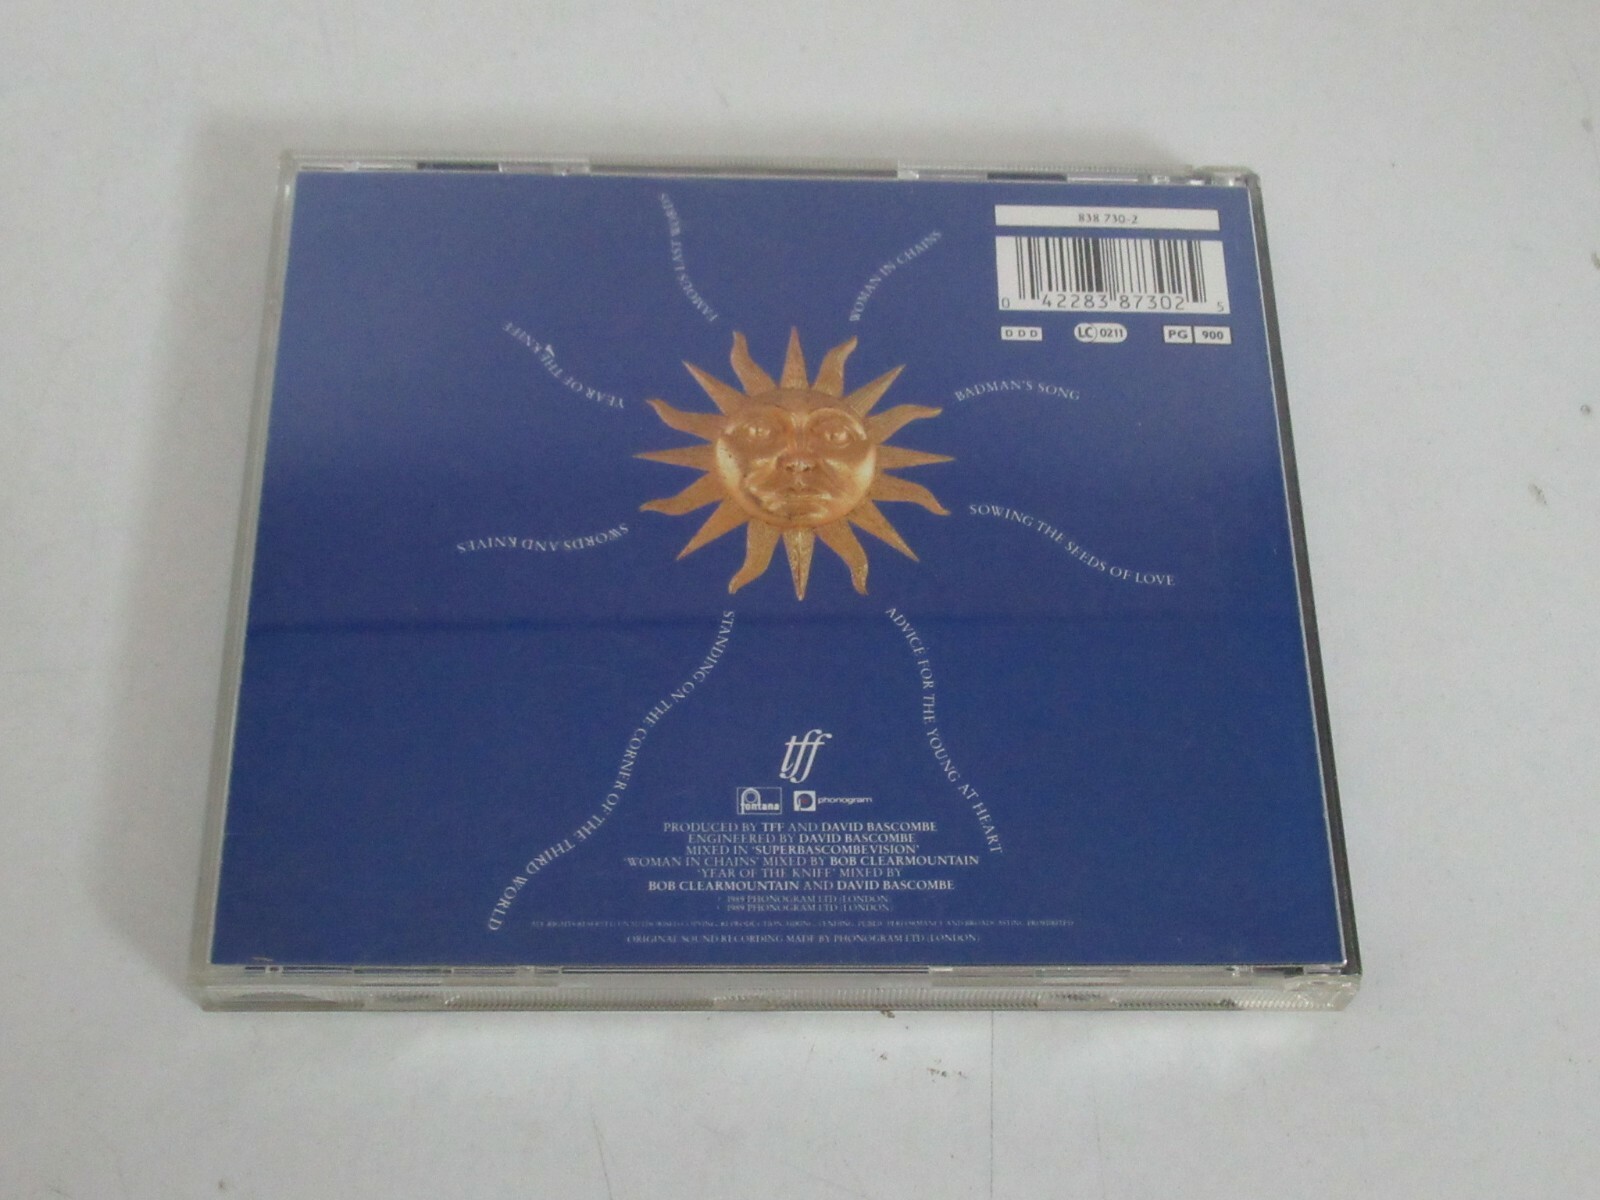 838 730-2
0 42283 87302 5
DDD
LC 0211
PG 900
WOMAN IN CHAINS
BADMAN'S SONG
SOWING THE SEEDS OF LOVE
ADVICE FOR THE YOUNG AT HEART
STANDING ON THE CORNER OF THE THIRD WORLD
SWORDS AND KNIVES
YEAR OF THE KNIFE
FAMOUS LAST WORDS
tff
fontana
phonogram
PRODUCED BY TFF AND DAVID BASCOMBE
ENGINEERED BY DAVID BASCOMBE
MIXED IN 'SUPERBASCOMBEVISION'
'WOMAN IN CHAINS' MIXED BY BOB CLEARMOUNTAIN
'YEAR OF THE KNIFE' MIXED BY
BOB CLEARMOUNTAIN AND DAVID BASCOMBE
1989 PHONOGRAM LTD (LONDON)
1989 PHONOGRAM LTD (LONDON)
ORIGINAL SOUND RECORDING MADE BY PHONOGRAM LTD (LONDON)